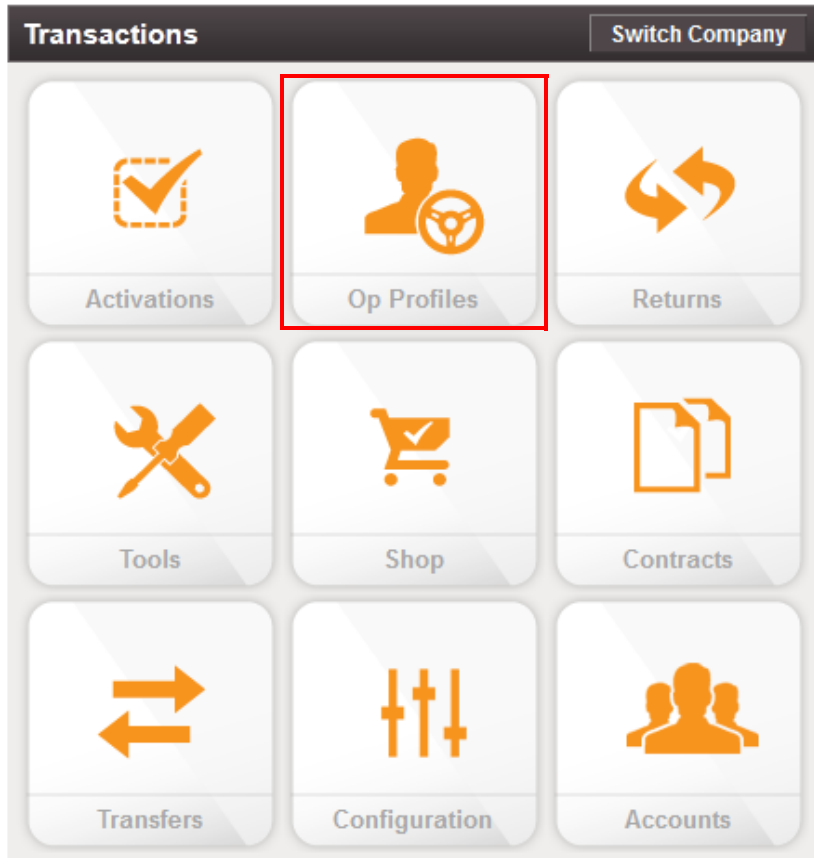 Transactions
Switch Company
Activations
Op Profiles
Returns
Tools
Shop
Contracts
Transfers
Configuration
Accounts